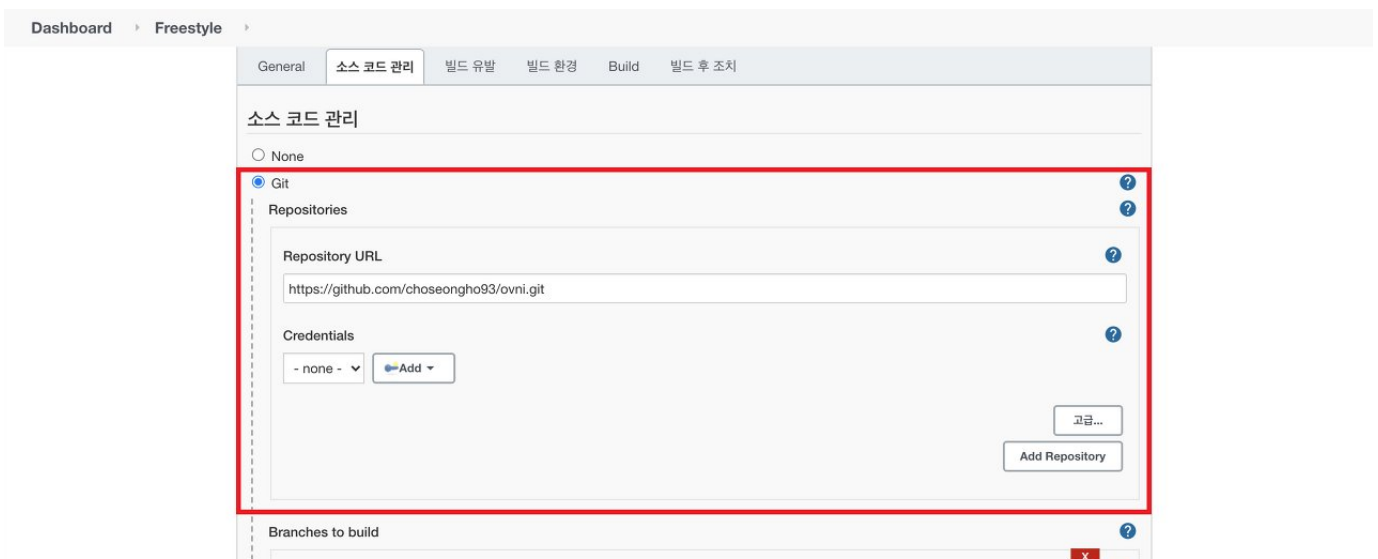 Dashboard Freestyle
General 소스 코드 관리 빌드 유발 빌드 환경 Build 빌드 후 조치
소스 코드 관리
None
Git
Repositories
Repository URL
https://github.com/choseongho93/ovni.git
Credentials
- none - Add
고급...
Add Repository
Branches to build
X